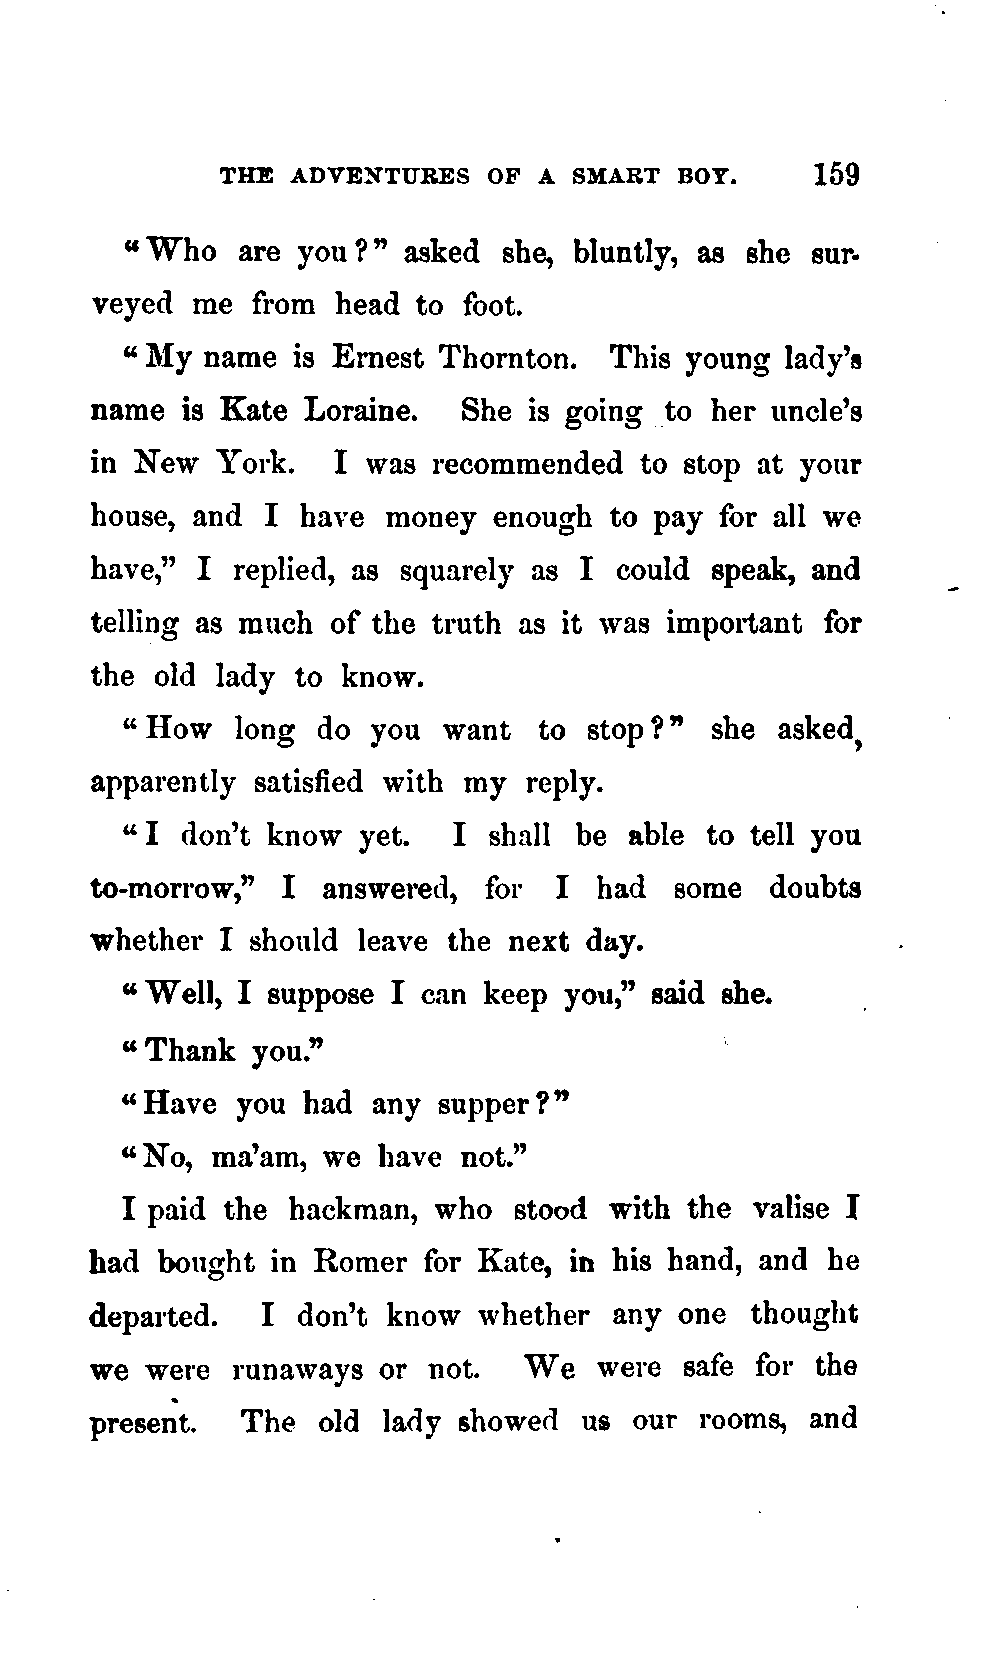 THE ADVENTURES OF A SMART BOY. 159
“Who are you?” asked she, bluntly, as she sur-
veyed me from head to foot.
“My name is Ernest Thornton. This young lady’s
name is Kate Loraine. She is going to her uncle’s
in New York. I was recommended to stop at your
house, and I have money enough to pay for all we
have,” I replied, as squarely as I could speak, and
telling as much of the truth as it was important for
the old lady to know.
“How long do you want to stop?” she asked,
apparently satisfied with my reply.
“I don’t know yet. I shall be able to tell you
to-morrow,” I answered, for I had some doubts
whether I should leave the next day.
“Well, I suppose I can keep you,” said she.
“Thank you.”
“Have you had any supper?”
“No, ma’am, we have not.”
I paid the hackman, who stood with the valise I
had bought in Romer for Kate, in his hand, and he
departed. I don’t know whether any one thought
we were runaways or not. We were safe for the
present. The old lady showed us our rooms, and